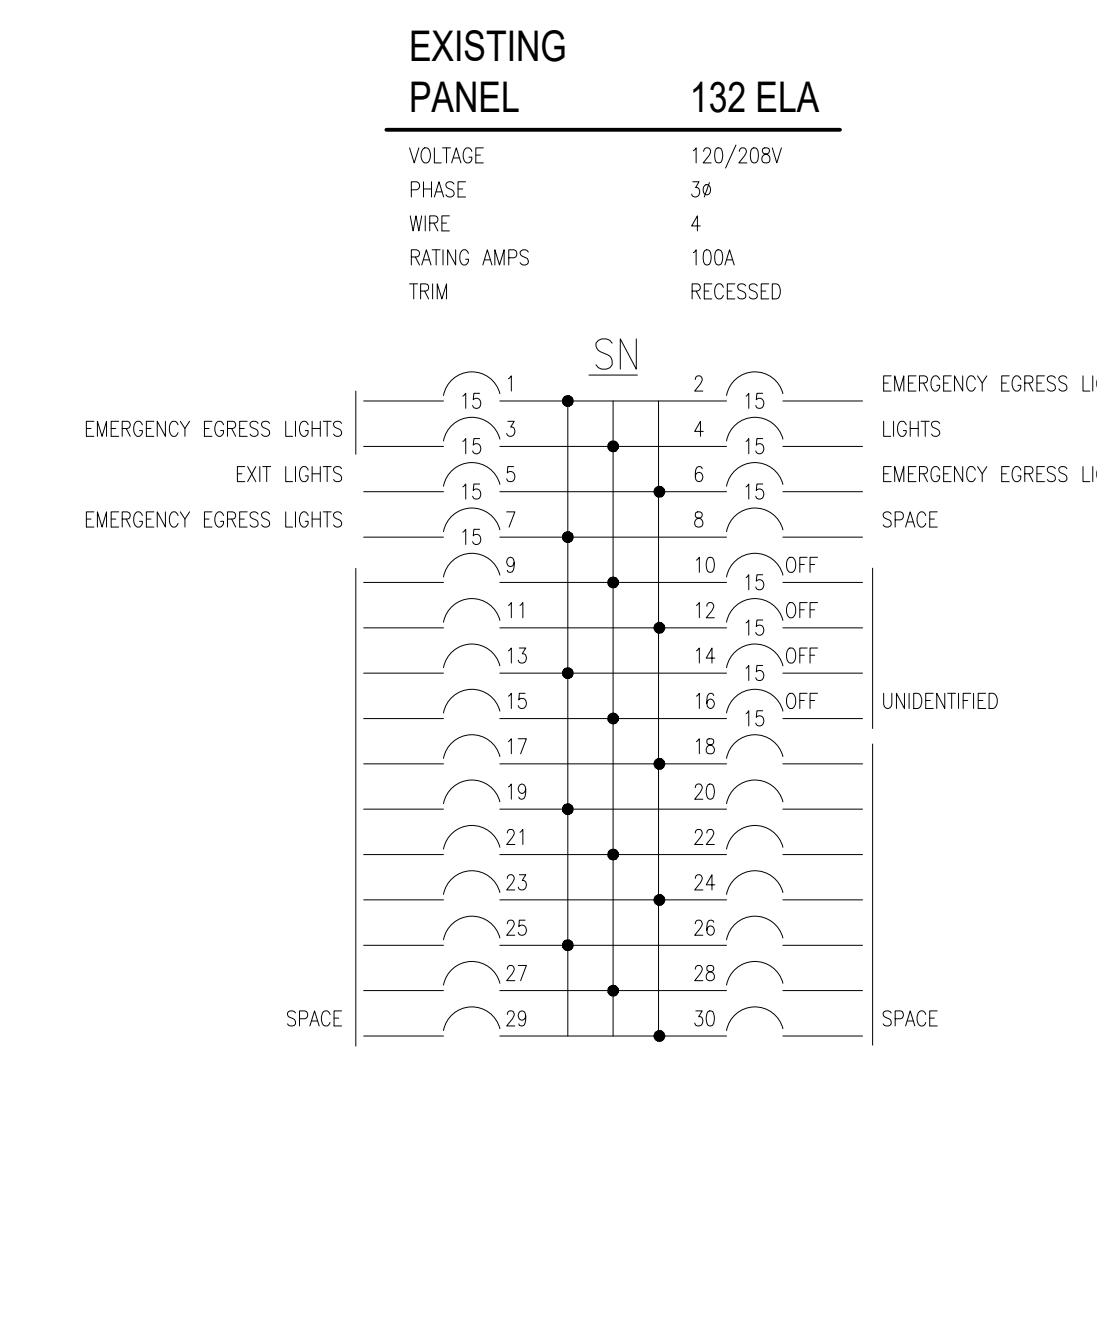 EXISTING
PANEL 132 ELA
VOLTAGE 120/208V
PHASE 3ø
WIRE 4
RATING AMPS 100A
TRIM RECESSED
SN
1 2 EMERGENCY EGRESS
15 15
EMERGENCY EGRESS LIGHTS 3 4 LIGHTS
15 15
EXIT LIGHTS 5 6 EMERGENCY EGRESS
15 15
EMERGENCY EGRESS LIGHTS 7 8 SPACE
15
9 10 OFF
15
11 12 OFF
15
13 14 OFF
15
15 16 OFF UNIDENTIFIED
15
17 18
19 20
21 22
23 24
25 26
27 28
SPACE 29 30 SPACE